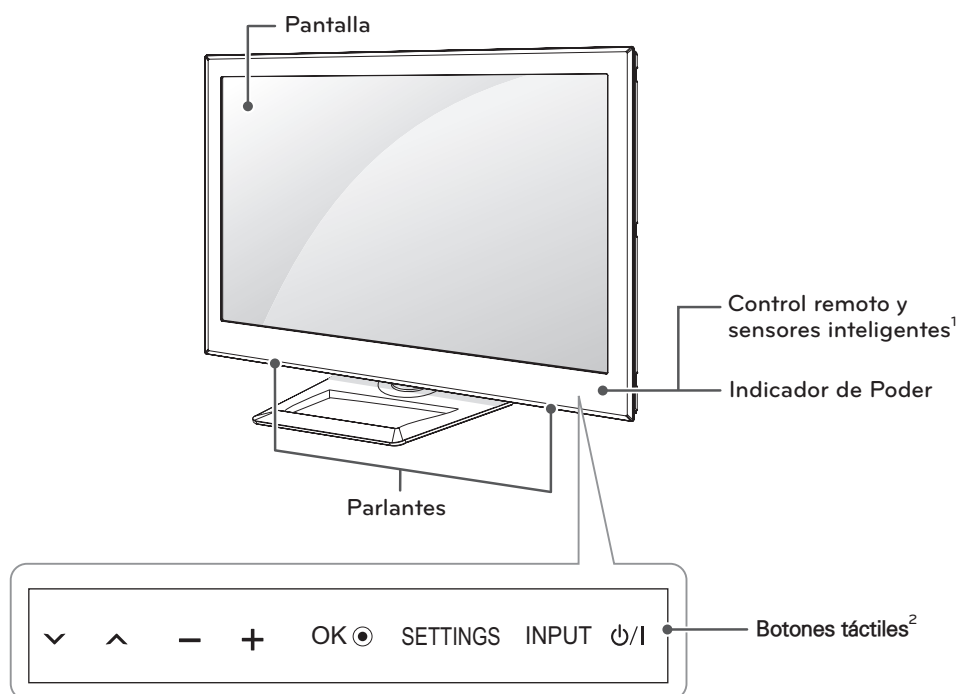 Pantalla
Control remoto y
sensores inteligentes¹
Indicador de Poder
Parlantes
OK SETTINGS INPUT ⏻/I
Botones táctiles²